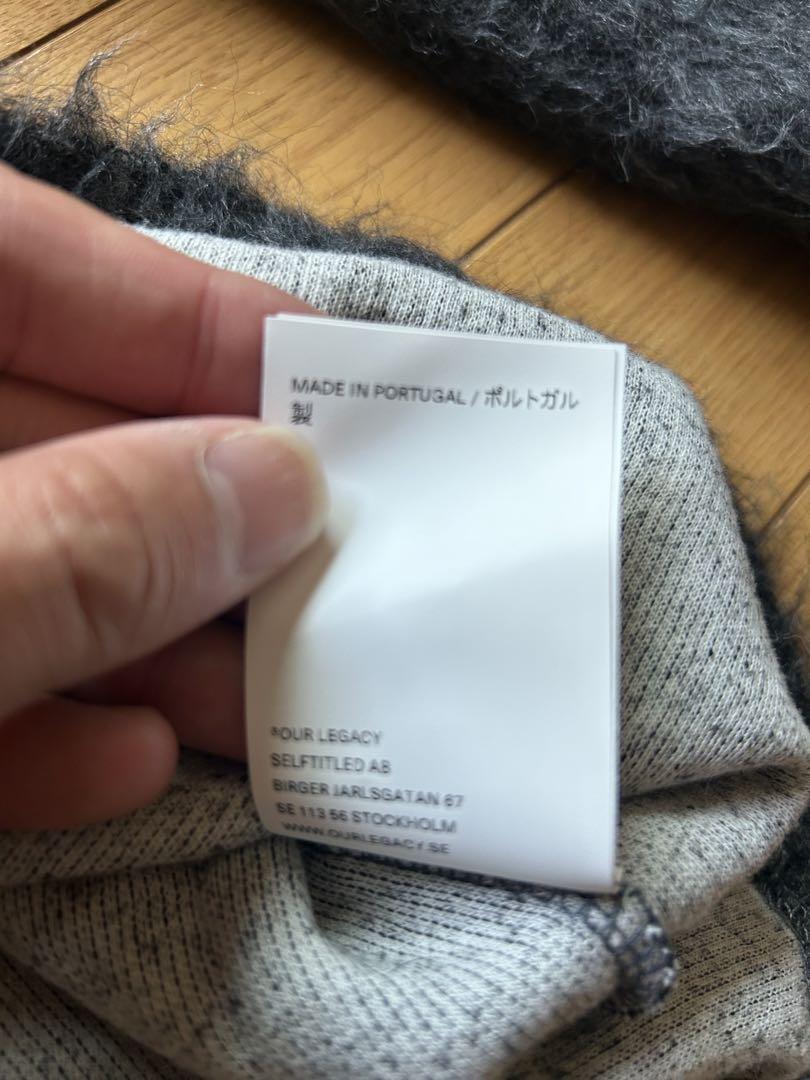 MADE IN PORTUGAL / ポルトガル
製
®OUR LEGACY
SELFTITLED AB
BIRGER JARLSGATAN 67
SE 113 56 STOCKHOLM
WWW.OURLEGACY.SE